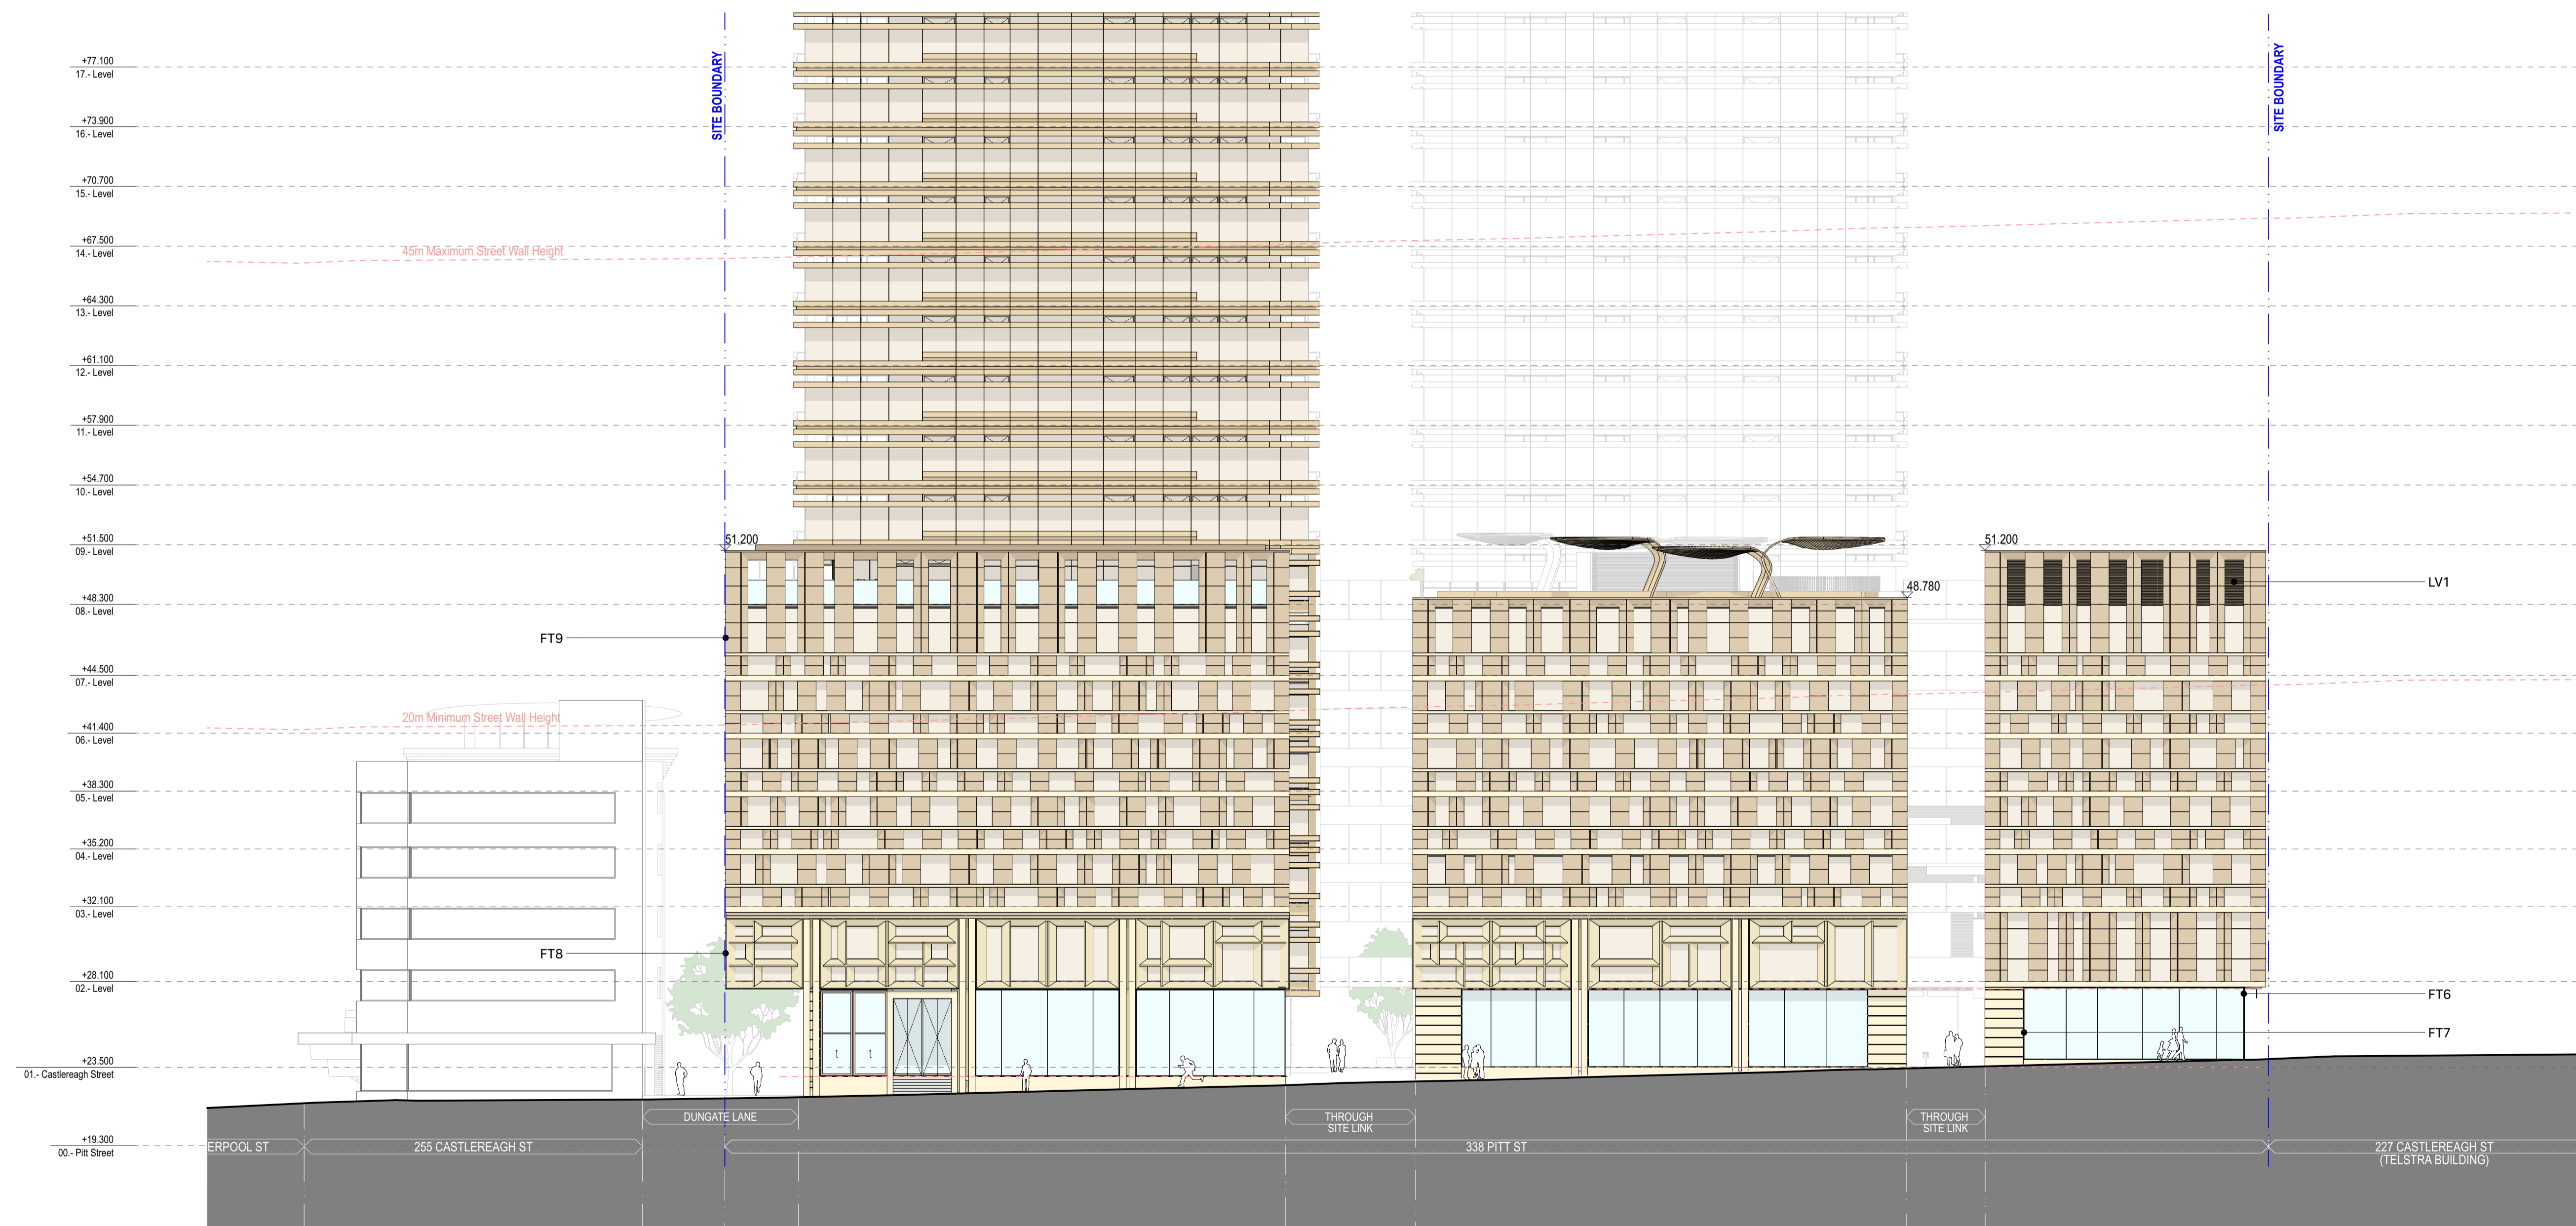 SITE BOUNDARY
SITE BOUNDARY
+77.100
17.- Level
+73.900
16.- Level
+70.700
15.- Level
+67.500
14.- Level
45m Maximum Street Wall Height
+64.300
13.- Level
+61.100
12.- Level
+57.900
11.- Level
+54.700
10.- Level
+51.500
09.- Level
51.200
51.200
48.780
LV1
+48.300
08.- Level
FT9
+44.500
07.- Level
20m Minimum Street Wall Height
+41.400
06.- Level
+38.300
05.- Level
+35.200
04.- Level
+32.100
03.- Level
FT8
+28.100
02.- Level
FT6
FT7
+23.500
01.- Castlereagh Street
DUNGATE LANE
THROUGH
SITE LINK
THROUGH
SITE LINK
+19.300
00.- Pitt Street
ERPOOL ST
255 CASTLEREAGH ST
338 PITT ST
227 CASTLEREAGH ST
(TELSTRA BUILDING)